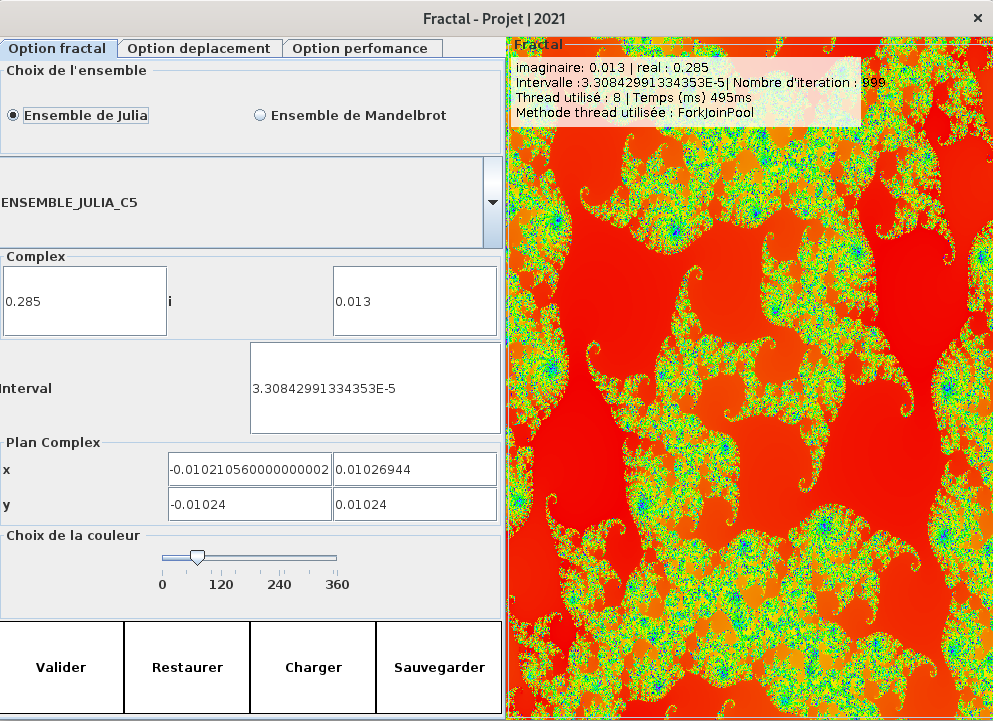 Fractal - Projet | 2021
Option fractal Option deplacement Option perfomance
Choix de l'ensemble
Ensemble de Julia Ensemble de Mandelbrot
ENSEMBLE_JULIA_C5
Complex
0.285 i 0.013
Interval 3.30842991334353E-5
Plan Complex
x -0.010210560000000002 0.01026944
y -0.01024 0.01024
Choix de la couleur
0 120 240 360
Valider Restaurer Charger Sauvegarder
Fractal
imaginaire: 0.013 | real : 0.285
Intervalle :3.30842991334353E-5| Nombre d'iteration : 999
Thread utilisé : 8 | Temps (ms) 495ms
Methode thread utilisée : ForkJoinPool